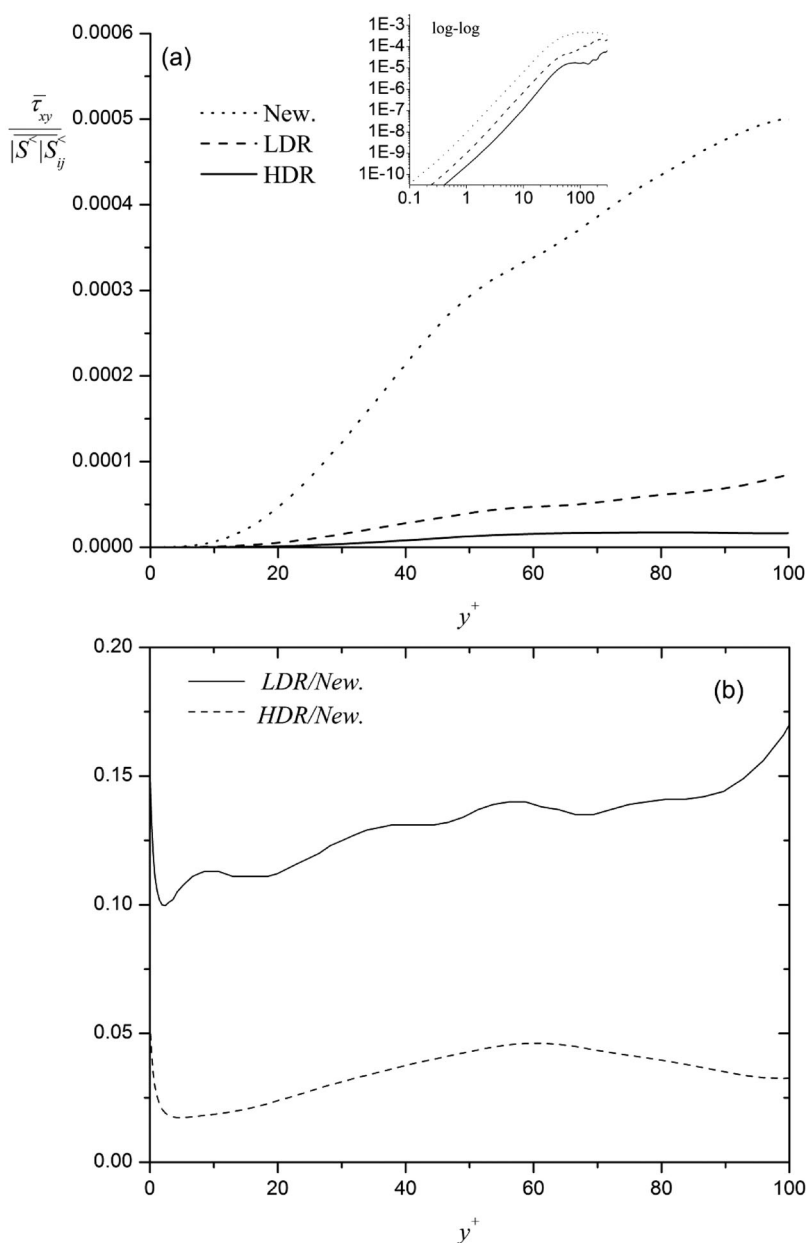 0.0006
(a)
τ̄xy
|S<|Sij<
0.0005
0.0004
0.0003
0.0002
0.0001
0.0000
New.
LDR
HDR
log-log
1E-3
1E-4
1E-5
1E-6
1E-7
1E-8
1E-9
1E-10
0.1 1 10 100
0 20 40 60 80 100
y+
0.20
0.15
0.10
0.05
0.00
LDR/New.
HDR/New.
(b)
0 20 40 60 80 100
y+